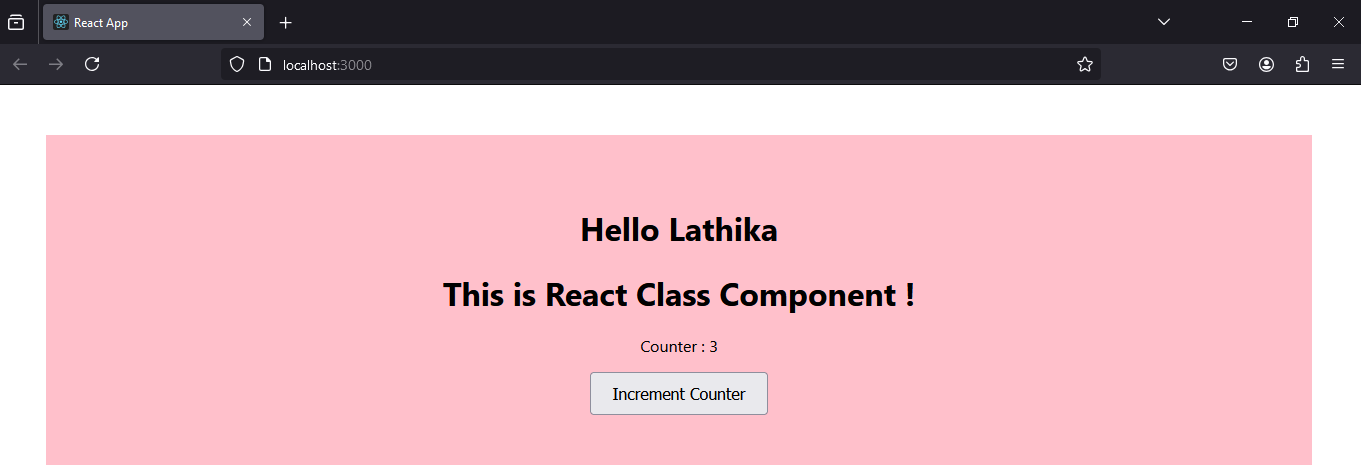 React App
localhost:3000
Hello Lathika
This is React Class Component !
Counter : 3
Increment Counter